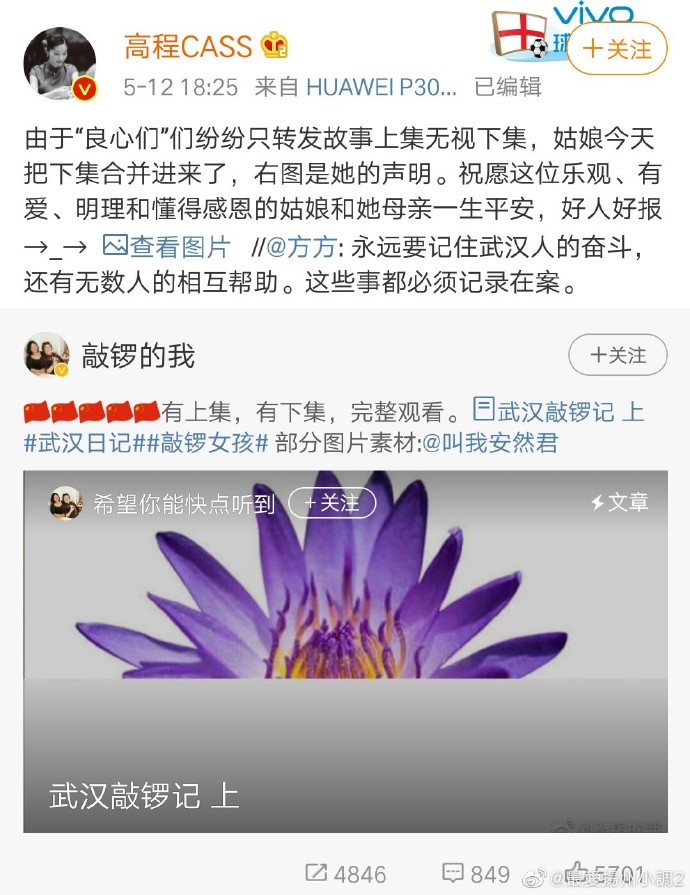 vivo
球
高程CASS
+关注
5-12 18:25 来自 HUAWEI P30... 已编辑
由于“良心们”们纷纷只转发故事上集无视下集，姑娘今天
把下集合并进来了，右图是她的声明。祝愿这位乐观、有
爱、明理和懂得感恩的姑娘和她母亲一生平安，好人好报
→_→ 查看图片 //@方方: 永远要记住武汉人的奋斗，
还有无数人的相互帮助。这些事都必须记录在案。
敲锣的我
+关注
有上集，有下集，完整观看。武汉敲锣记 上
#武汉日记##敲锣女孩# 部分图片素材:@叫我安然君
希望你能快点听到 +关注 文章
武汉敲锣记 上
4846 849 5701